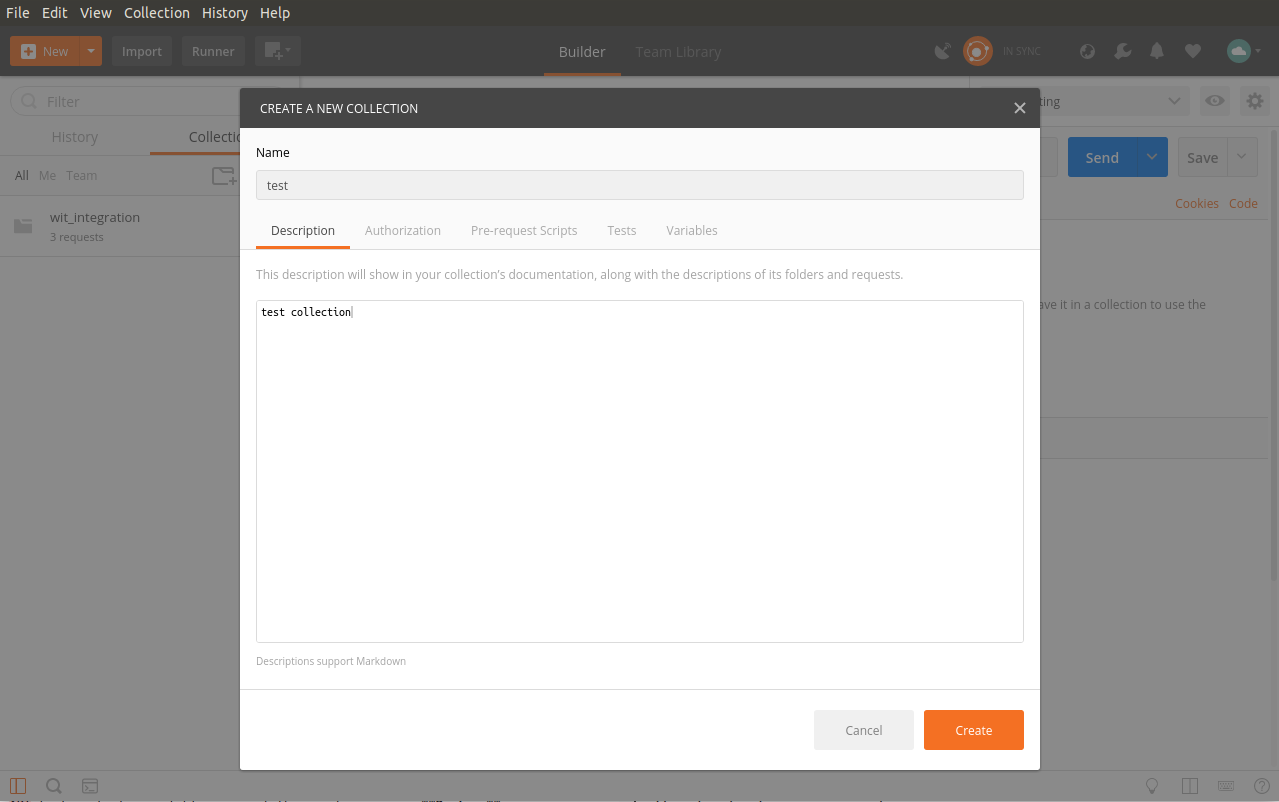 File Edit View Collection History Help
New Import Runner Builder Team Library IN SYNC
Filter
History
All Me Team
wit_integration
3 requests
CREATE A NEW COLLECTION
Name
test
Description Authorization Pre-request Scripts Tests Variables
This description will show in your collection's documentation, along with the descriptions of its folders and requests.
test collection
Descriptions support Markdown
Cancel Create
Send Save
Cookies Code
it in a collection to use the